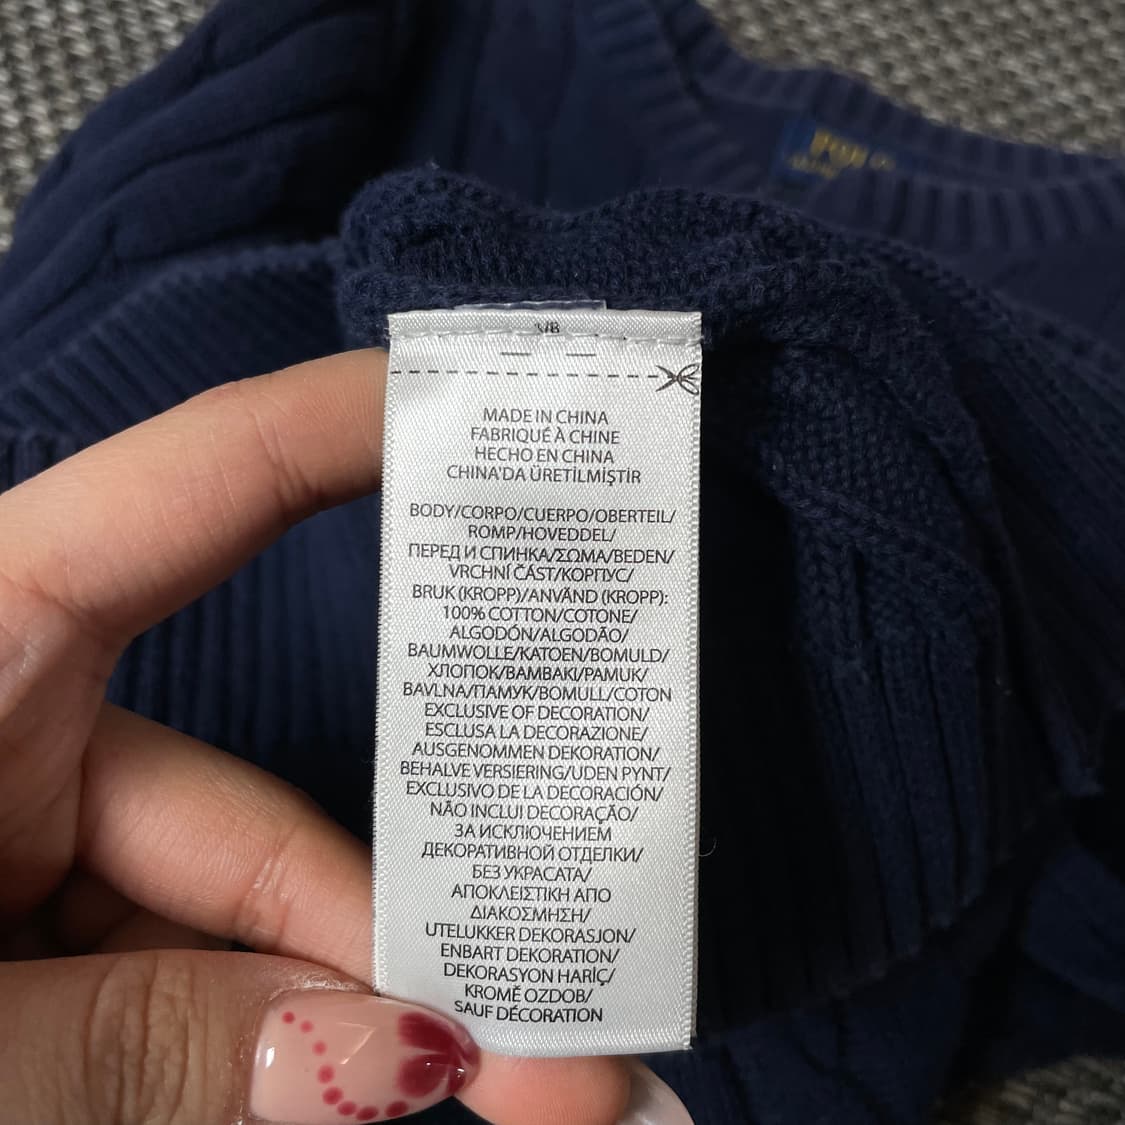 POLO
3/8
MADE IN CHINA
FABRIQUÉ À CHINE
HECHO EN CHINA
CHINA'DA ÜRETİLMİŞTİR
BODY/CORPO/CUERPO/OBERTEIL/
ROMP/HOVEDDEL/
ПЕРЕД И СПИНКА/ΣΩΜΑ/BEDEN/
VRCHNÍ ČÁST/КОРПУС/
BRUK (KROPP)/ANVÄND (KROPP):
100% COTTON/COTONE/
ALGODÓN/ALGODÃO/
BAUMWOLLE/KATOEN/BOMULD/
ХЛОПОК/ΒΑΜΒΑΚΙ/PAMUK/
BAVLNA/ПАМУК/BOMULL/COTON
EXCLUSIVE OF DECORATION/
ESCLUSA LA DECORAZIONE/
AUSGENOMMEN DEKORATION/
BEHALVE VERSIERING/UDEN PYNT/
EXCLUSIVO DE LA DECORACIÓN/
NÃO INCLUI DECORAÇÃO/
ЗА ИСКЛЮЧЕНИЕМ
ДЕКОРАТИВНОЙ ОТДЕЛКИ/
БЕЗ УКРАСАТА/
ΑΠΟΚΛΕΙΣΤΙΚΗ ΑΠΟ
ΔΙΑΚΟΣΜΗΣΗ/
UTELUKKER DEKORASJON/
ENBART DEKORATION/
DEKORASYON HARİÇ/
KROMĚ OZDOB/
SAUF DÉCORATION